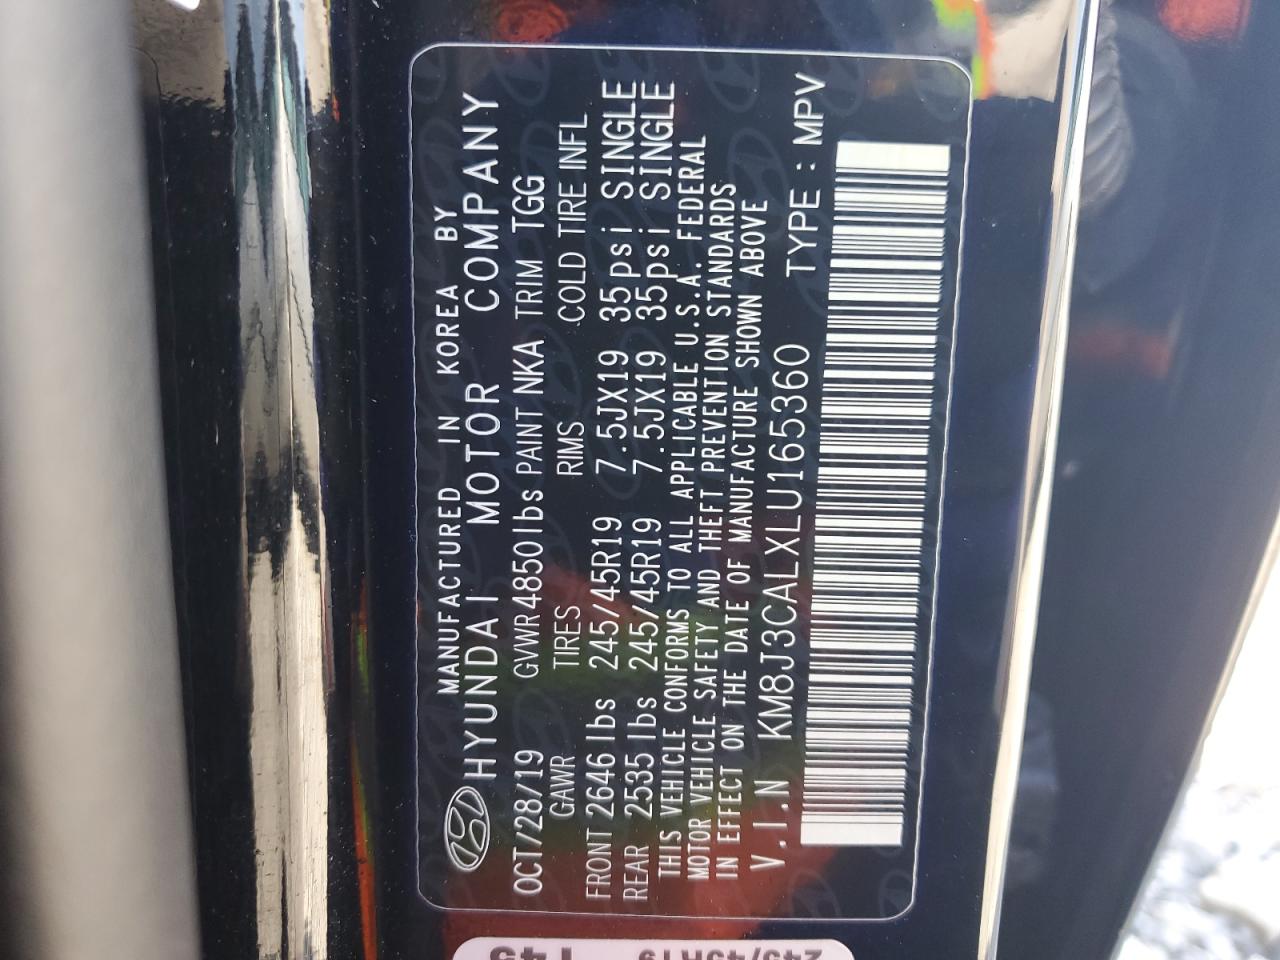 MANUFACTURED IN KOREA BY
HYUNDAI MOTOR COMPANY
OCT/28/19 GVWR 4850lbs PAINT NKA TRIM TGG
GAWR TIRES RIMS COLD TIRE INFL
FRONT 2646 lbs 245/45R19 7.5JX19 35psi SINGLE
REAR 2535 lbs 245/45R19 7.5JX19 35psi SINGLE
THIS VEHICLE CONFORMS TO ALL APPLICABLE U.S.A. FEDERAL
MOTOR VEHICLE SAFETY AND THEFT PREVENTION STANDARDS
IN EFFECT ON THE DATE OF MANUFACTURE SHOWN ABOVE
V.I.N KM8J3CALXLU165360 TYPE : MPV
245/45R19